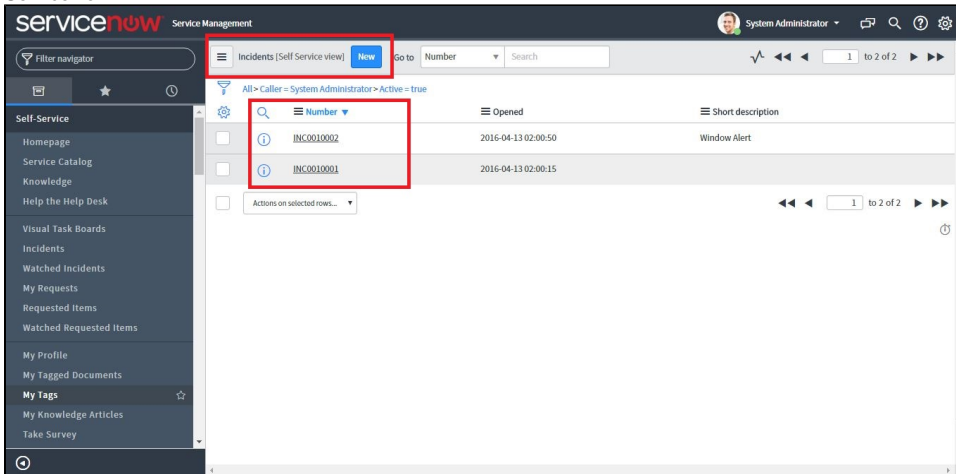 servicenow Service Management
System Administrator
Filter navigator
Incidents [Self Service view] New Go to Number Search
1 to 2 of 2
All > Caller = System Administrator > Active = true
Number Opened Short description
INC0010002 2016-04-13 02:00:50 Window Alert
INC0010001 2016-04-13 02:00:15
Actions on selected rows...
1 to 2 of 2
Self-Service
Homepage
Service Catalog
Knowledge
Help the Help Desk
Visual Task Boards
Incidents
Watched Incidents
My Requests
Requested Items
Watched Requested Items
My Profile
My Tagged Documents
My Tags
My Knowledge Articles
Take Survey